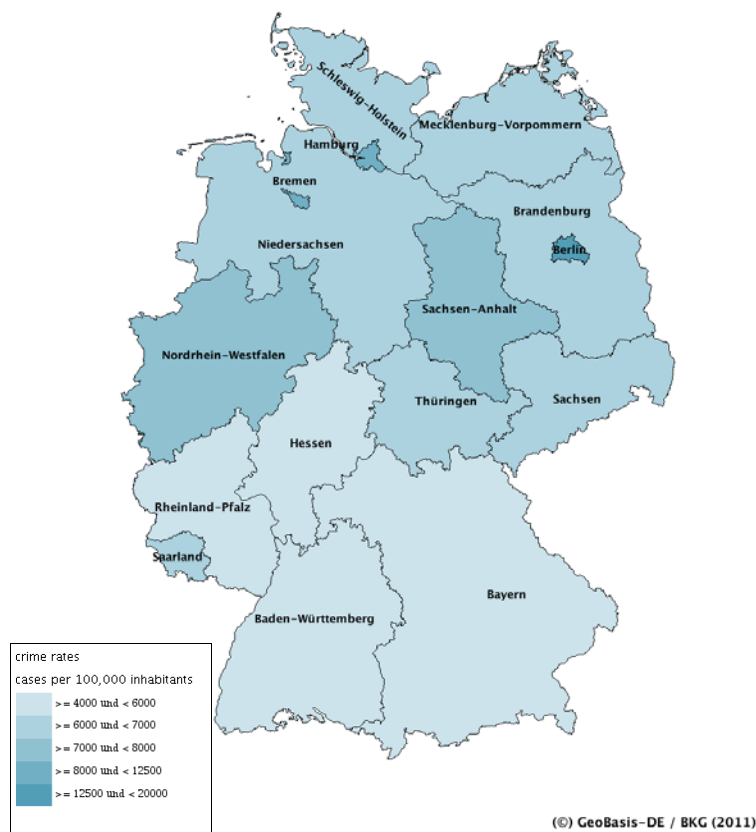 Schleswig-Holstein
Mecklenburg-Vorpommern
Hamburg
Bremen
Brandenburg
Niedersachsen
Berlin
Sachsen-Anhalt
Nordrhein-Westfalen
Thüringen
Sachsen
Hessen
Rheinland-Pfalz
Saarland
Bayern
Baden-Württemberg
crime rates
cases per 100,000 inhabitants
>= 4000 und < 6000
>= 6000 und < 7000
>= 7000 und < 8000
>= 8000 und < 12500
>= 12500 und < 20000
(©) GeoBasis-DE / BKG (2011)